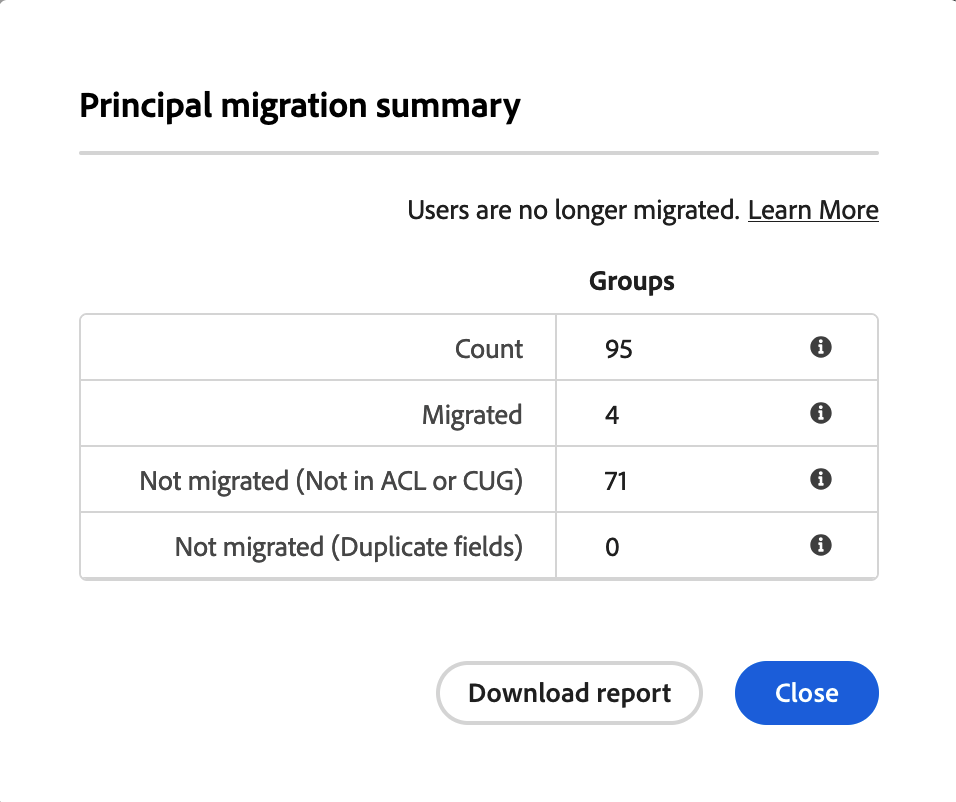 Principal migration summary
Users are no longer migrated. Learn More
Groups
Count 95
Migrated 4
Not migrated (Not in ACL or CUG) 71
Not migrated (Duplicate fields) 0
Download report Close